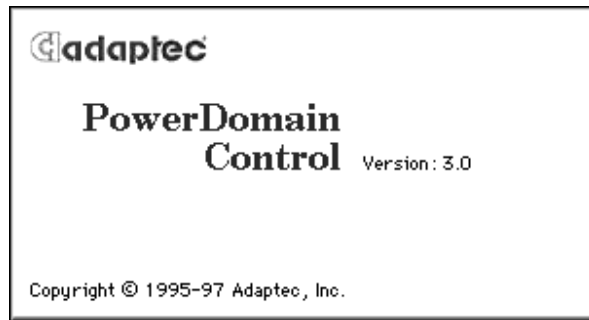 adaptec
PowerDomain
Control Version: 3.0
Copyright © 1995-97 Adaptec, Inc.